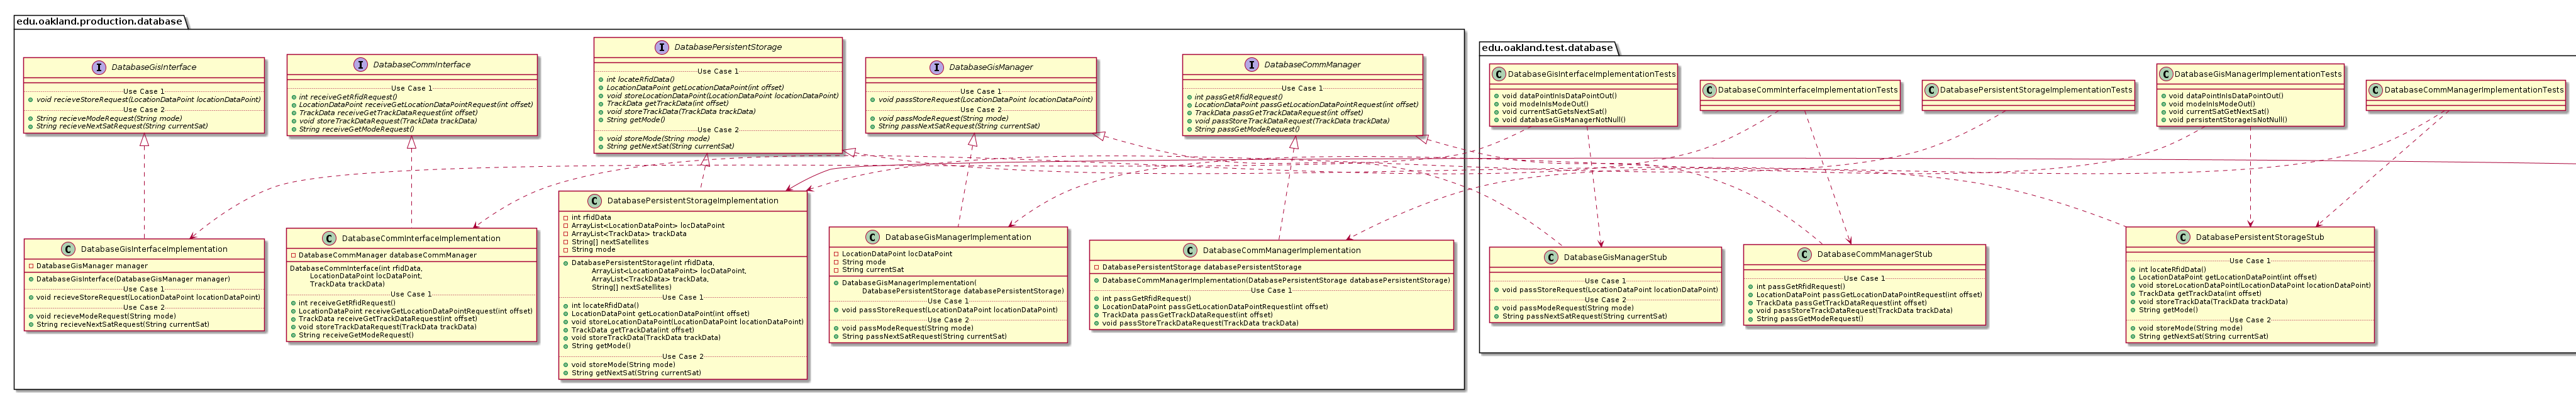 edu.oakland.production.database
I DatabaseGisInterface
Use Case 1
void recieveStoreRequest(LocationDataPoint locationDataPoint)
Use Case 2
String recieveModeRequest(String mode)
String recieveNextSatRequest(String currentSat)
I DatabaseCommInterface
Use Case 1
int receiveGetRfidRequest()
LocationDataPoint receiveGetLocationDataPointRequest(int offset)
TrackData receiveGetTrackDataRequest(int offset)
void storeTrackDataRequest(TrackData trackData)
String receiveGetModeRequest()
I DatabasePersistentStorage
Use Case 1
int locateRfidData()
LocationDataPoint getLocationDataPoint(int offset)
void storeLocationDataPoint(LocationDataPoint locationDataPoint)
TrackData getTrackData(int offset)
void storeTrackData(TrackData trackData)
String getMode()
Use Case 2
void storeMode(String mode)
String getNextSat(String currentSat)
I DatabaseGisManager
Use Case 1
void passStoreRequest(LocationDataPoint locationDataPoint)
Use Case 2
void passModeRequest(String mode)
String passNextSatRequest(String currentSat)
I DatabaseCommManager
Use Case 1
int passGetRfidRequest()
LocationDataPoint passGetLocationDataPointRequest(int offset)
TrackData passGetTrackDataRequest(int offset)
void passStoreTrackDataRequest(TrackData trackData)
String passGetModeRequest()
C DatabaseGisInterfaceImplementation
DatabaseGisManager manager
DatabaseGisInterface(DatabaseGisManager manager)
Use Case 1
void recieveStoreRequest(LocationDataPoint locationDataPoint)
Use Case 2
void recieveModeRequest(String mode)
String recieveNextSatRequest(String currentSat)
C DatabaseCommInterfaceImplementation
DatabaseCommManager databaseCommManager
DatabaseCommInterface(int rfidData,
LocationDataPoint locDataPoint,
TrackData trackData)
Use Case 1
int receiveGetRfidRequest()
LocationDataPoint receiveGetLocationDataPointRequest(int offset)
TrackData receiveGetTrackDataRequest(int offset)
void storeTrackDataRequest(TrackData trackData)
String receiveGetModeRequest()
C DatabasePersistentStorageImplementation
int rfidData
ArrayList<LocationDataPoint> locDataPoint
ArrayList<TrackData> trackData
String[] nextSatellites
String mode
DatabasePersistentStorage(int rfidData,
ArrayList<LocationDataPoint> locDataPoint,
ArrayList<TrackData> trackData,
String[] nextSatellites)
Use Case 1
int locateRfidData()
LocationDataPoint getLocationDataPoint(int offset)
void storeLocationDataPoint(LocationDataPoint locationDataPoint)
TrackData getTrackData(int offset)
void storeTrackData(TrackData trackData)
String getMode()
Use Case 2
void storeMode(String mode)
String getNextSat(String currentSat)
C DatabaseGisManagerImplementation
LocationDataPoint locDataPoint
String mode
String currentSat
DatabaseGisManagerImplementation(
DatabasePersistentStorage databasePersistentStorage)
Use Case 1
void passStoreRequest(LocationDataPoint locationDataPoint)
Use Case 2
void passModeRequest(String mode)
String passNextSatRequest(String currentSat)
C DatabaseCommManagerImplementation
DatabasePersistentStorage databasePersistentStorage
DatabaseCommManagerImplementation(DatabasePersistentStorage databasePersistentStorage)
Use Case 1
int passGetRfidRequest()
LocationDataPoint passGetLocationDataPointRequest(int offset)
TrackData passGetTrackDataRequest(int offset)
void passStoreTrackDataRequest(TrackData trackData)
edu.oakland.test.database
C DatabaseGisInterfaceImplementationTests
void dataPointInIsDataPointOut()
void modeInIsModeOut()
void currentSatGetsNextSat()
void databaseGisManagerNotNull()
C DatabaseCommInterfaceImplementationTests
C DatabasePersistentStorageImplementationTests
C DatabaseGisManagerImplementationTests
void dataPointInIsDataPointOut()
void modeInIsModeOut()
void currentSatGetNextSat()
void persistentStorageIsNotNull()
C DatabaseCommManagerImplementationTests
C DatabaseGisManagerStub
Use Case 1
void passStoreRequest(LocationDataPoint locationDataPoint)
Use Case 2
void passModeRequest(String mode)
String passNextSatRequest(String currentSat)
C DatabaseCommManagerStub
Use Case 1
int passGetRfidRequest()
LocationDataPoint passGetLocationDataPointRequest(int offset)
TrackData passGetTrackDataRequest(int offset)
void passStoreTrackDataRequest(TrackData trackData)
String passGetModeRequest()
C DatabasePersistentStorageStub
Use Case 1
int locateRfidData()
LocationDataPoint getLocationDataPoint(int offset)
void storeLocationDataPoint(LocationDataPoint locationDataPoint)
TrackData getTrackData(int offset)
void storeTrackData(TrackData trackData)
String getMode()
Use Case 2
void storeMode(String mode)
String getNextSat(String currentSat)